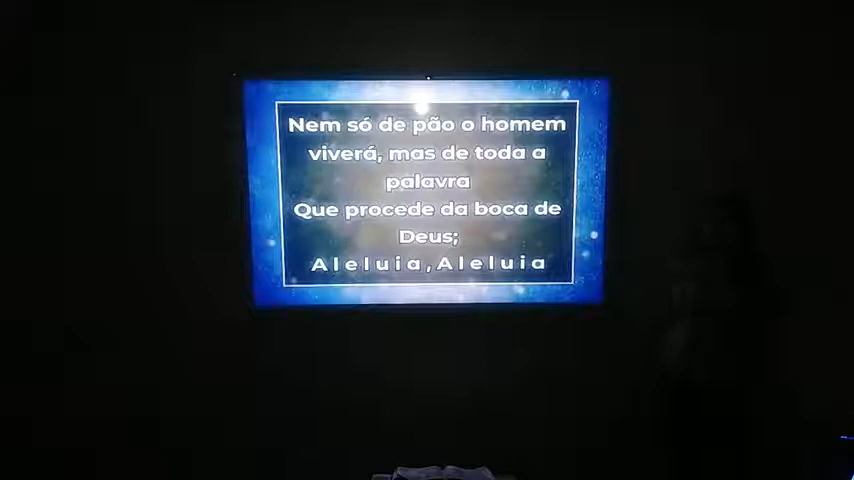 Nem só de pão o homem
viverá, mas de toda a
palavra
Que procede da boca de
Deus;
Aleluia, Aleluia